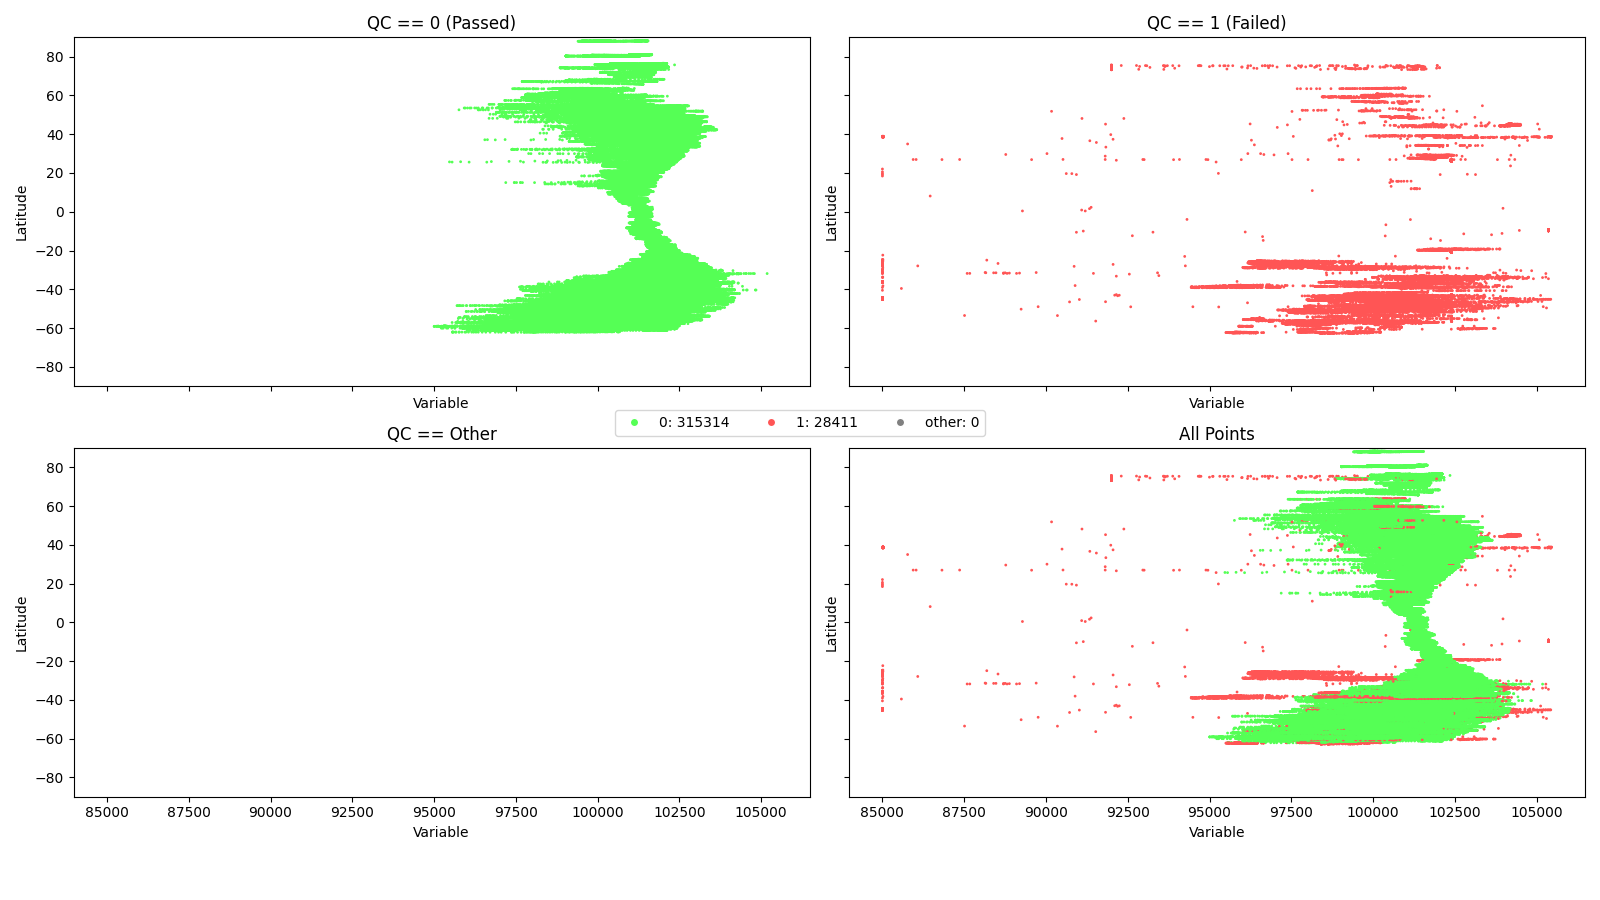 QC == 0 (Passed)
QC == 1 (Failed)
80
60
40
20
0
−20
−40
−60
−80
Latitude
Latitude
Variable
Variable
0: 315314
1: 28411
other: 0
QC == Other
All Points
80
60
40
20
0
−20
−40
−60
−80
Latitude
Latitude
85000 87500 90000 92500 95000 97500 100000 102500 105000
85000 87500 90000 92500 95000 97500 100000 102500 105000
Variable
Variable